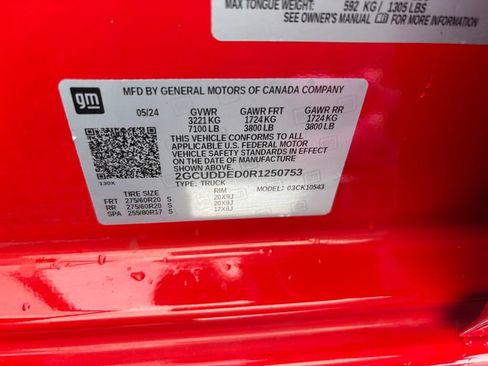 MAX TONGUE WEIGHT: 592 KG / 1305 LBS
SEE OWNER'S MANUAL FOR MORE INFORMATION
gm
MFD BY GENERAL MOTORS OF CANADA COMPANY
05/24 GVWR GAWR FRT GAWR RR
3221 KG 1724 KG 1724 KG
7100 LB 3800 LB 3800 LB
THIS VEHICLE CONFORMS TO ALL
APPLICABLE U.S. FEDERAL MOTOR
VEHICLE SAFETY STANDARDS IN EFFECT
ON THE DATE OF MANUFACTURE
SHOWN ABOVE.
2GCUDDED0R1250753
TYPE: TRUCK MODEL: 03CK10543
130X
TIRE SIZE RIM
FRT 275/60R20 S 20X9J
RR 275/60R20 S 20X9J
SPA 255/80R17 S 17X8J